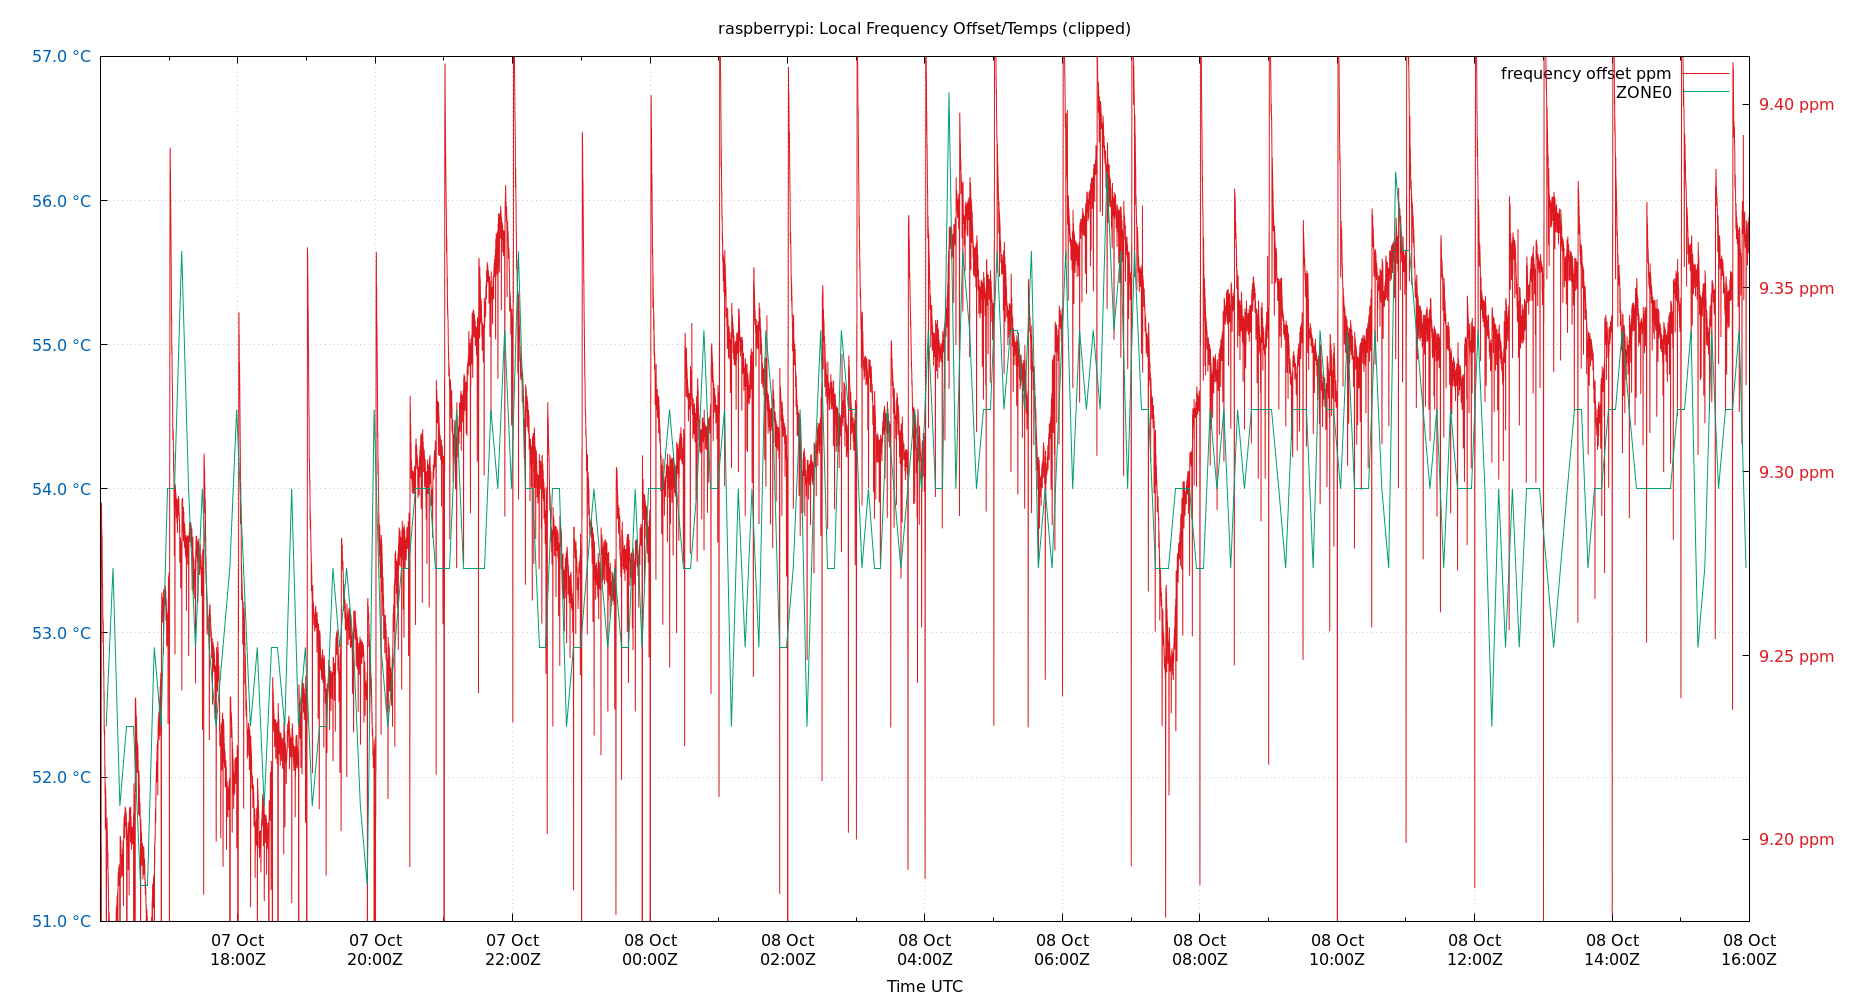 raspberrypi: Local Frequency Offset/Temps (clipped)
frequency offset ppm
ZONE0
57.0 °C
56.0 °C
55.0 °C
54.0 °C
53.0 °C
52.0 °C
51.0 °C
9.40 ppm
9.35 ppm
9.30 ppm
9.25 ppm
9.20 ppm
07 Oct
18:00Z
07 Oct
20:00Z
07 Oct
22:00Z
08 Oct
00:00Z
08 Oct
02:00Z
08 Oct
04:00Z
08 Oct
06:00Z
08 Oct
08:00Z
08 Oct
10:00Z
08 Oct
12:00Z
08 Oct
14:00Z
08 Oct
16:00Z
Time UTC